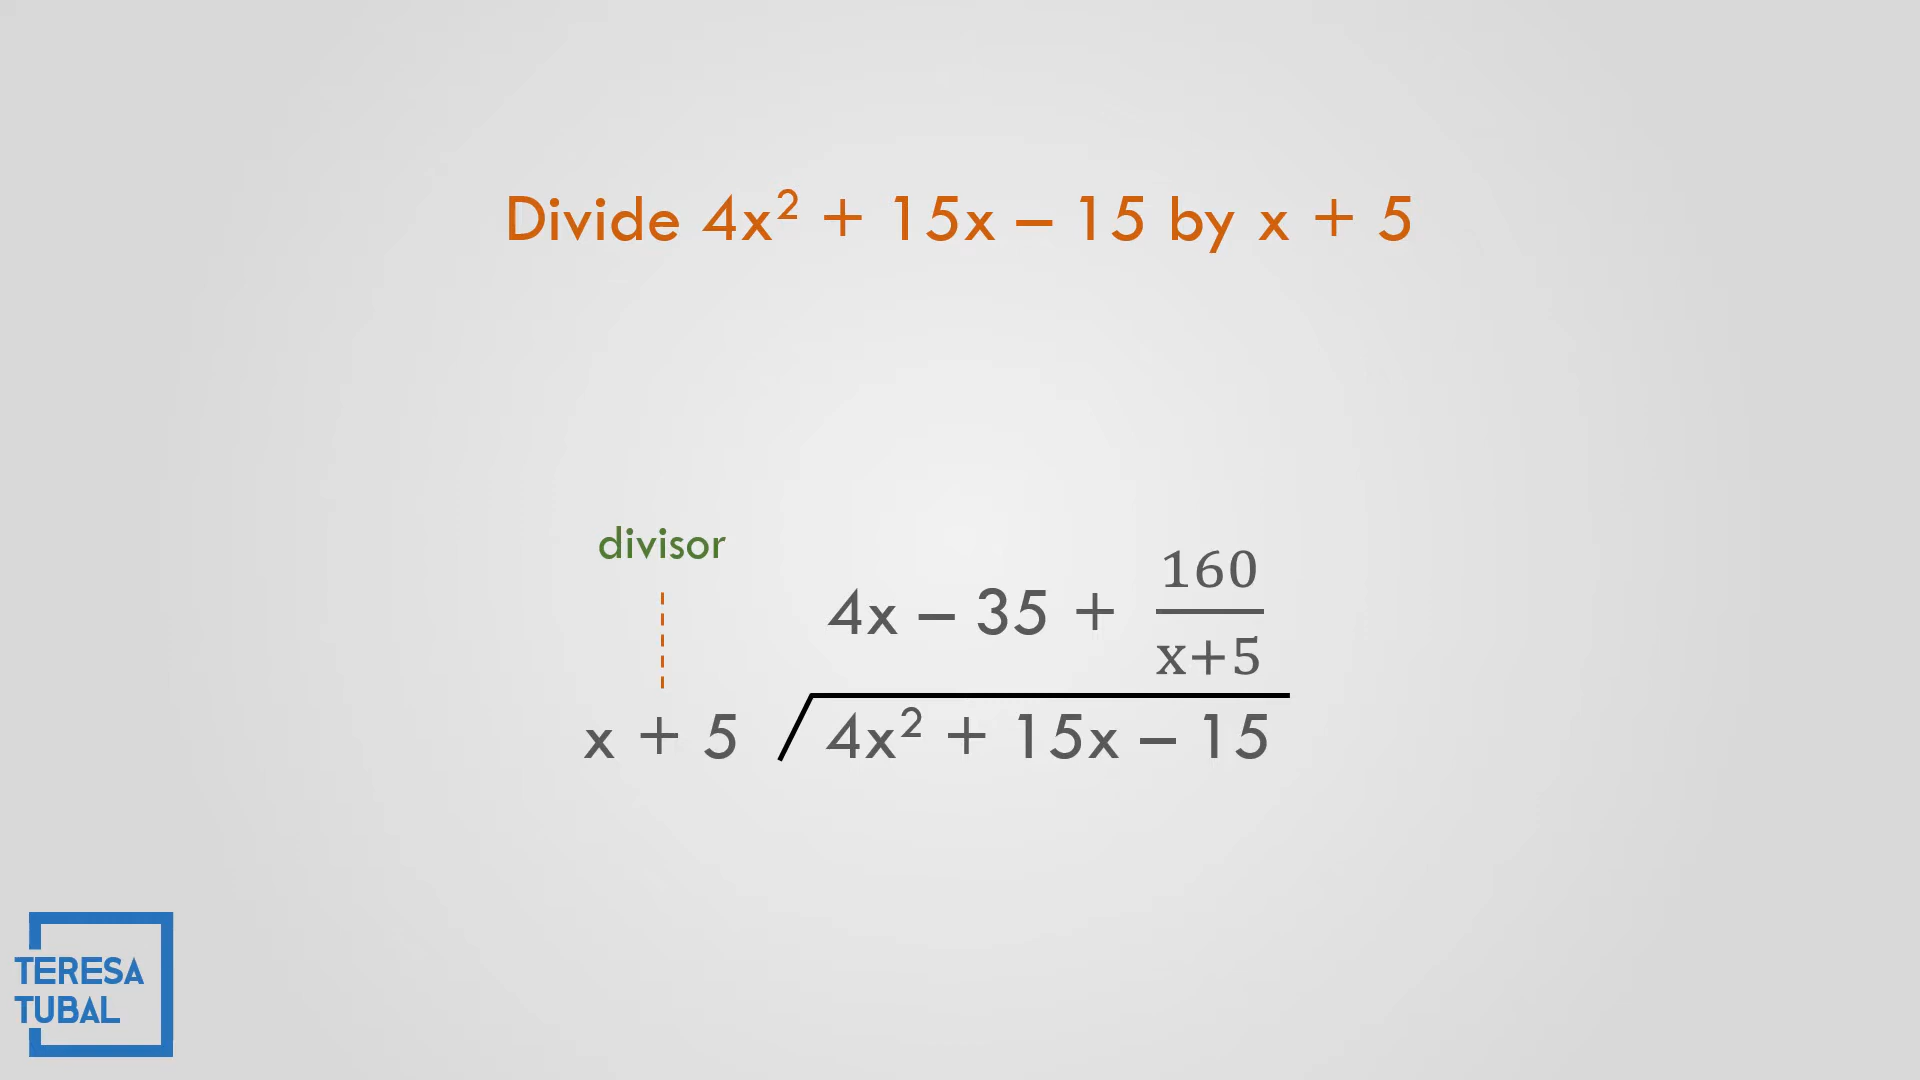 Divide 4x² + 15x – 15 by x + 5
divisor
160
4x – 35 +
x+5
x + 5 4x² + 15x – 15
TERESA
TUBAL